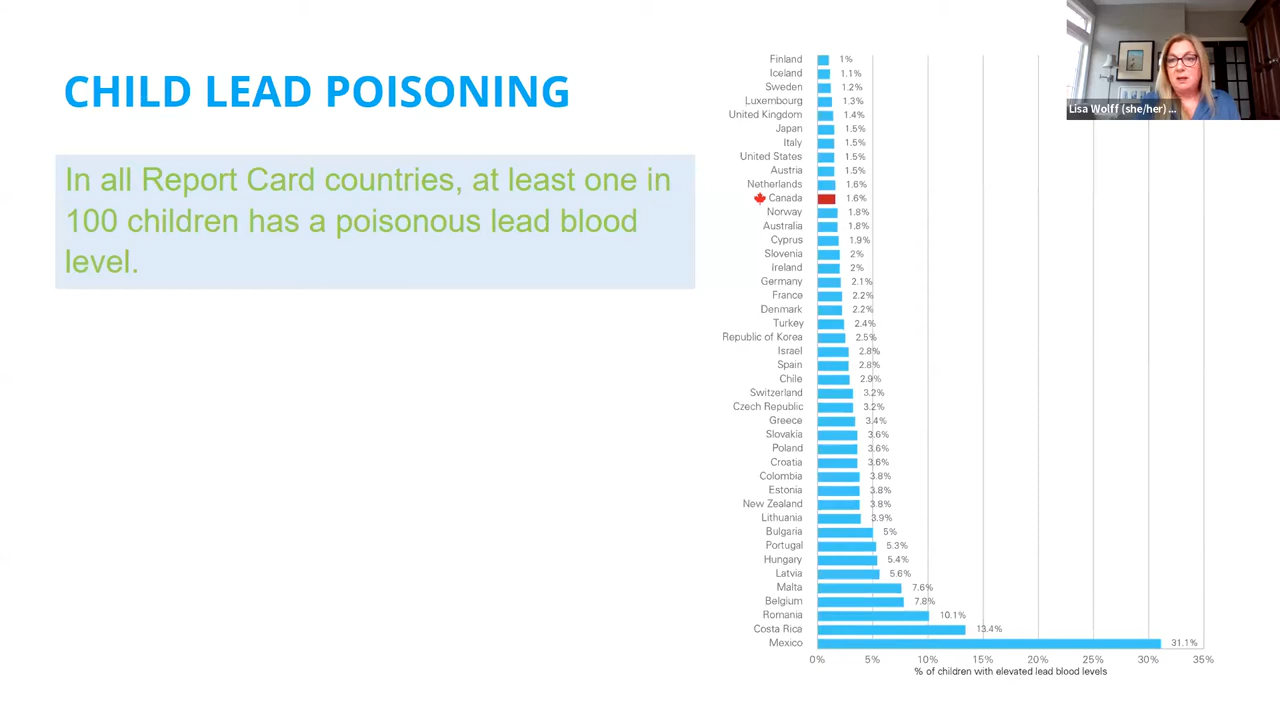 CHILD LEAD POISONING
In all Report Card countries, at least one in
100 children has a poisonous lead blood
level.
Finland 1%
Iceland 1.1%
Sweden 1.2%
Luxembourg 1.3%
United Kingdom 1.4%
Japan 1.5%
Italy 1.5%
United States 1.5%
Austria 1.5%
Netherlands 1.6%
Canada 1.6%
Norway 1.8%
Australia 1.8%
Cyprus 1.9%
Slovenia 2%
Ireland 2%
Germany 2.1%
France 2.2%
Denmark 2.2%
Turkey 2.4%
Republic of Korea 2.5%
Israel 2.8%
Spain 2.8%
Chile 2.9%
Switzerland 3.2%
Czech Republic 3.2%
Greece 3.4%
Slovakia 3.6%
Poland 3.6%
Croatia 3.6%
Colombia 3.8%
Estonia 3.8%
New Zealand 3.8%
Lithuania 3.9%
Bulgaria 5%
Portugal 5.3%
Hungary 5.4%
Latvia 5.6%
Malta 7.6%
Belgium 7.8%
Romania 10.1%
Costa Rica 13.4%
Mexico 31.1%
0% 5% 10% 15% 20% 25% 30% 35%
% of children with elevated lead blood levels
Lisa Wolff (she/her) ...